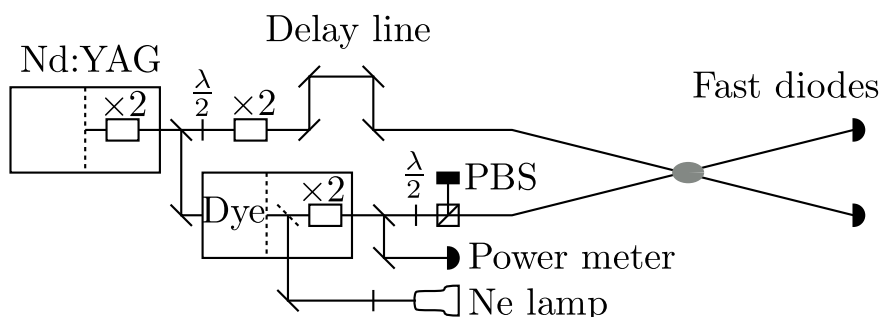 Delay line
Nd:YAG
λ/2
×2
×2
Fast diodes
Dye
×2
λ/2
PBS
Power meter
Ne lamp